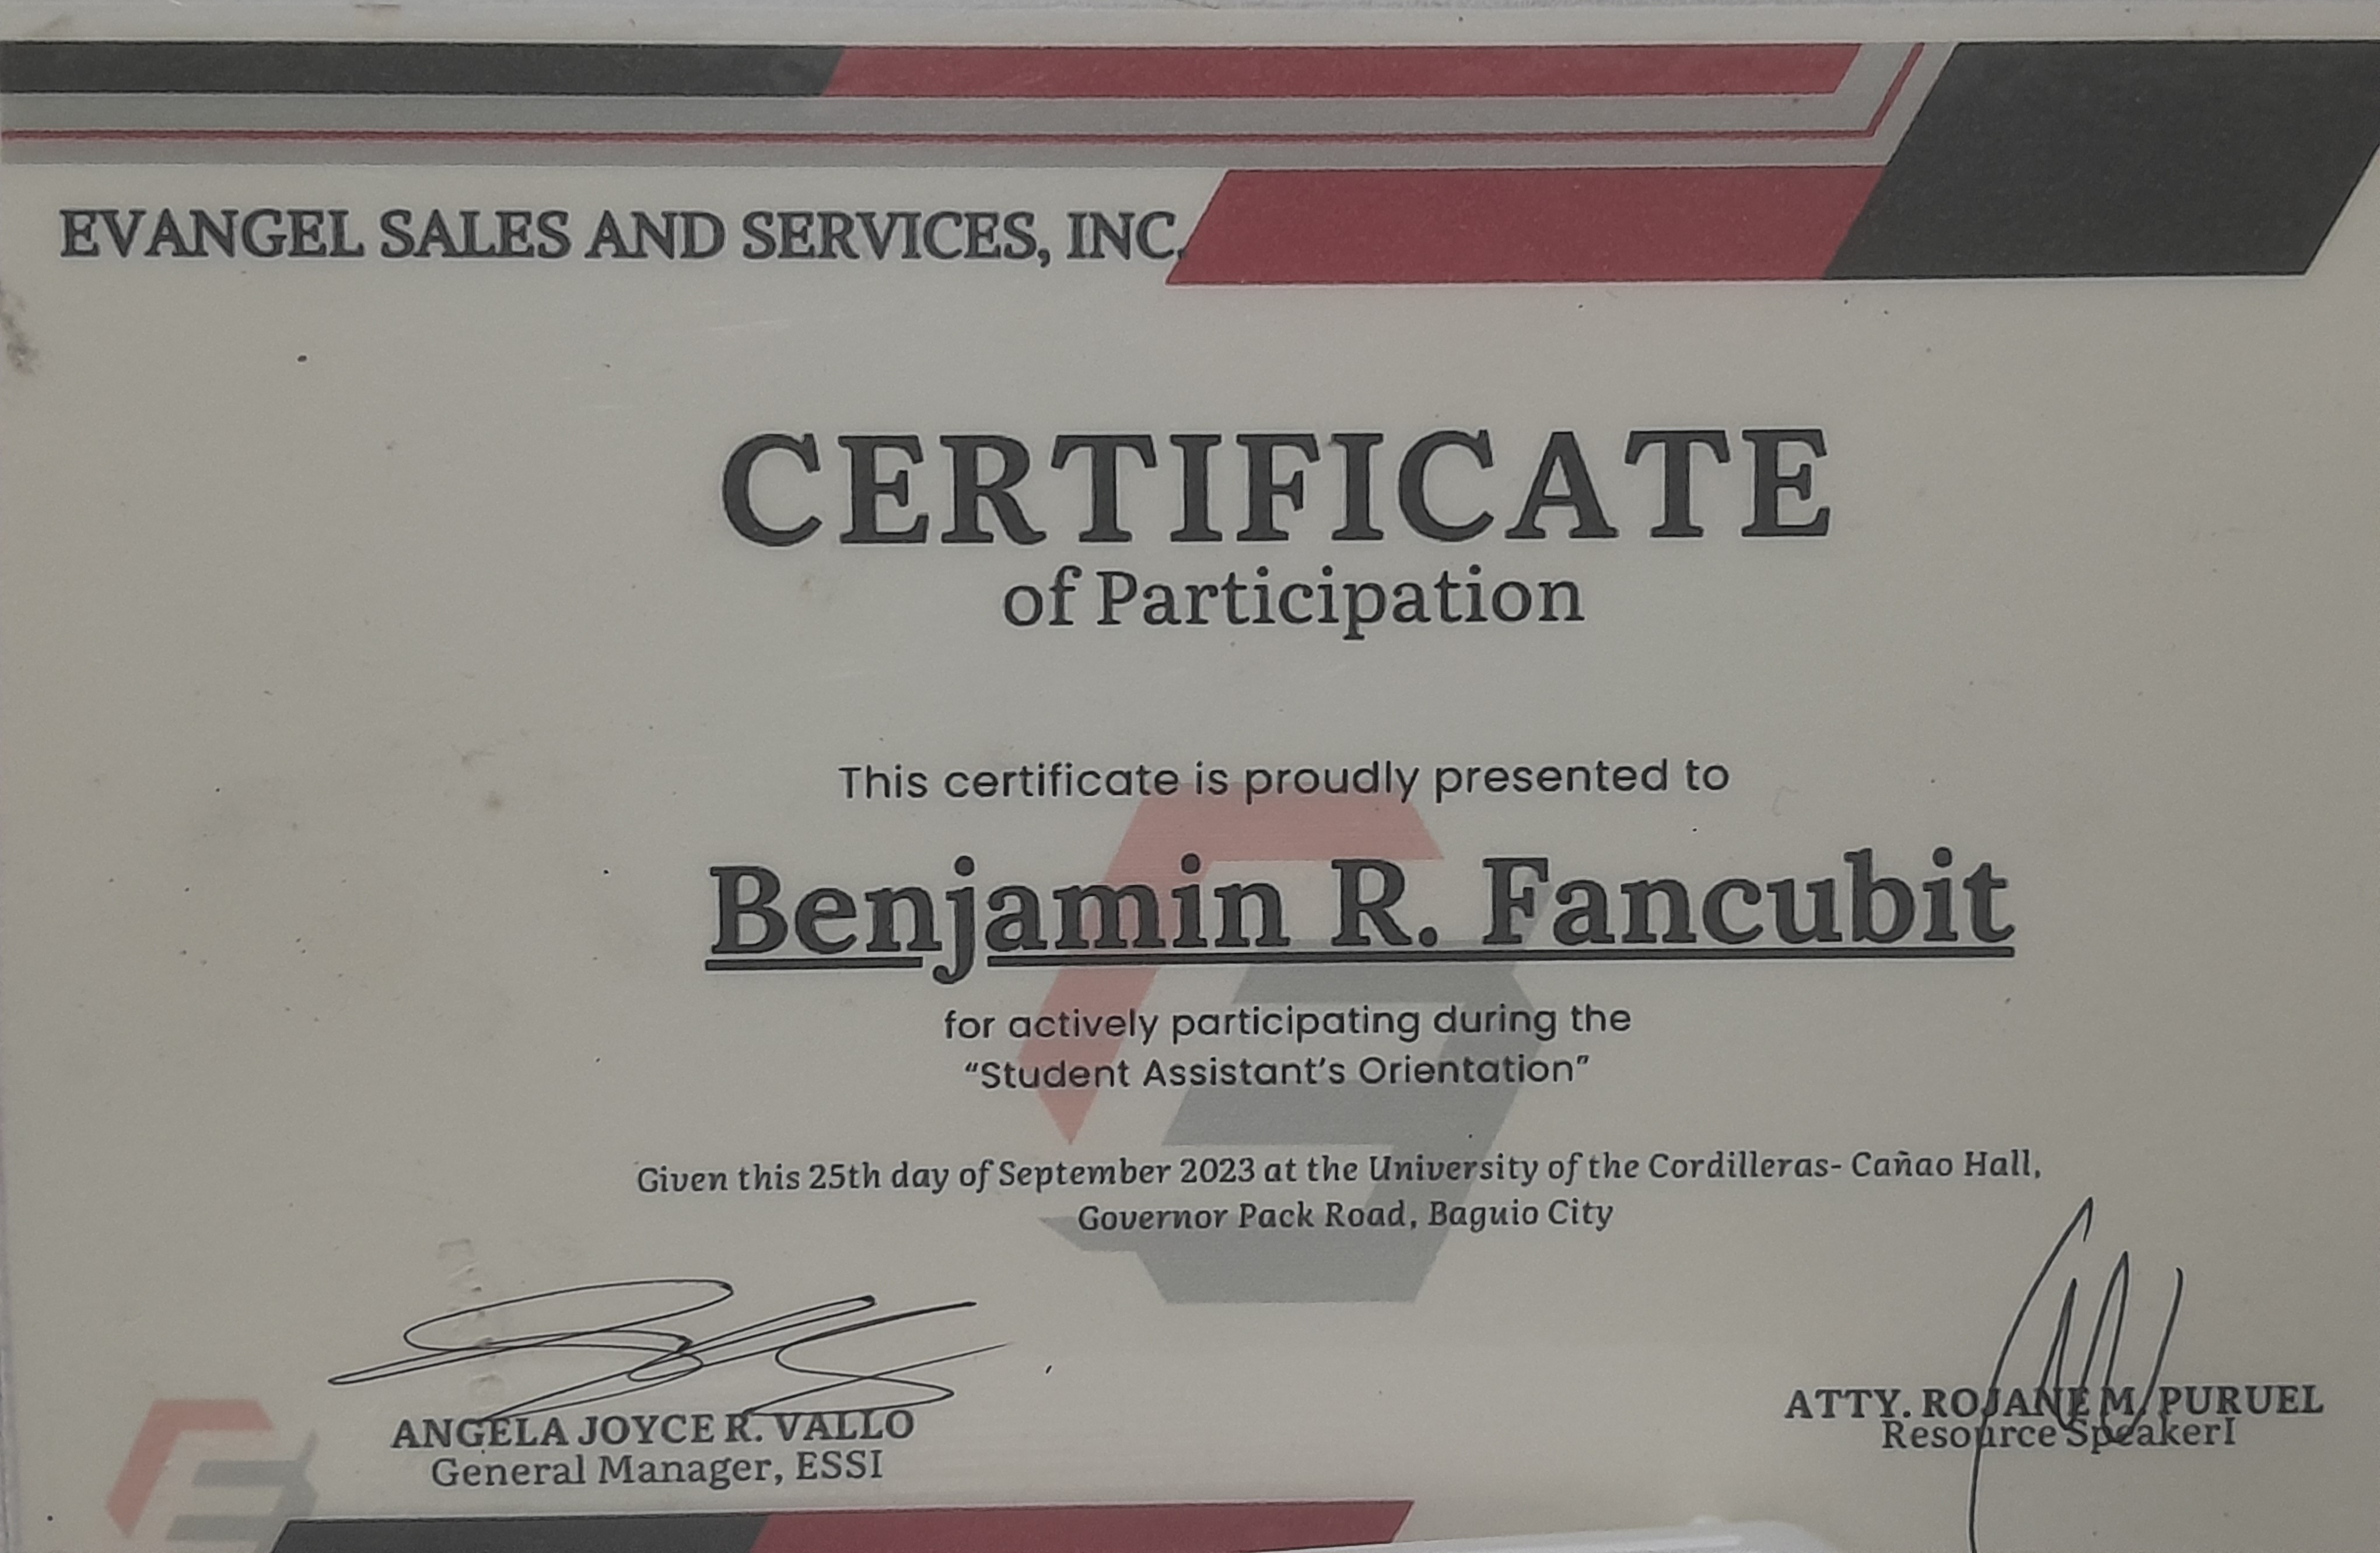 EVANGEL SALES AND SERVICES, INC.
CERTIFICATE
of Participation
This certificate is proudly presented to
Benjamin R. Fancubit
for actively participating during the
“Student Assistant’s Orientation”
Given this 25th day of September 2023 at the University of the Cordilleras- Cañao Hall,
Governor Pack Road, Baguio City
ANGELA JOYCE R. VALLO
General Manager, ESSI
ATTY. ROJANE M. PURUEL
Resource SpeakerI